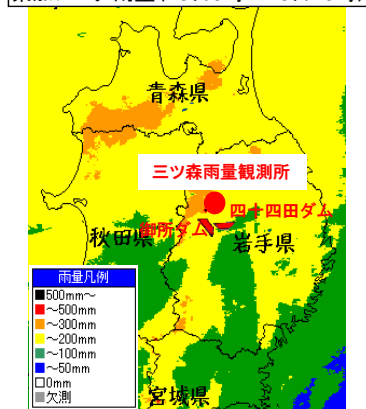 青森県
三ツ森雨量観測所
四十四田ダム
御所ダム
秋田県
岩手県
雨量凡例
500mm～
～500mm
～300mm
～200mm
～100mm
～50mm
0mm
欠測
宮城県